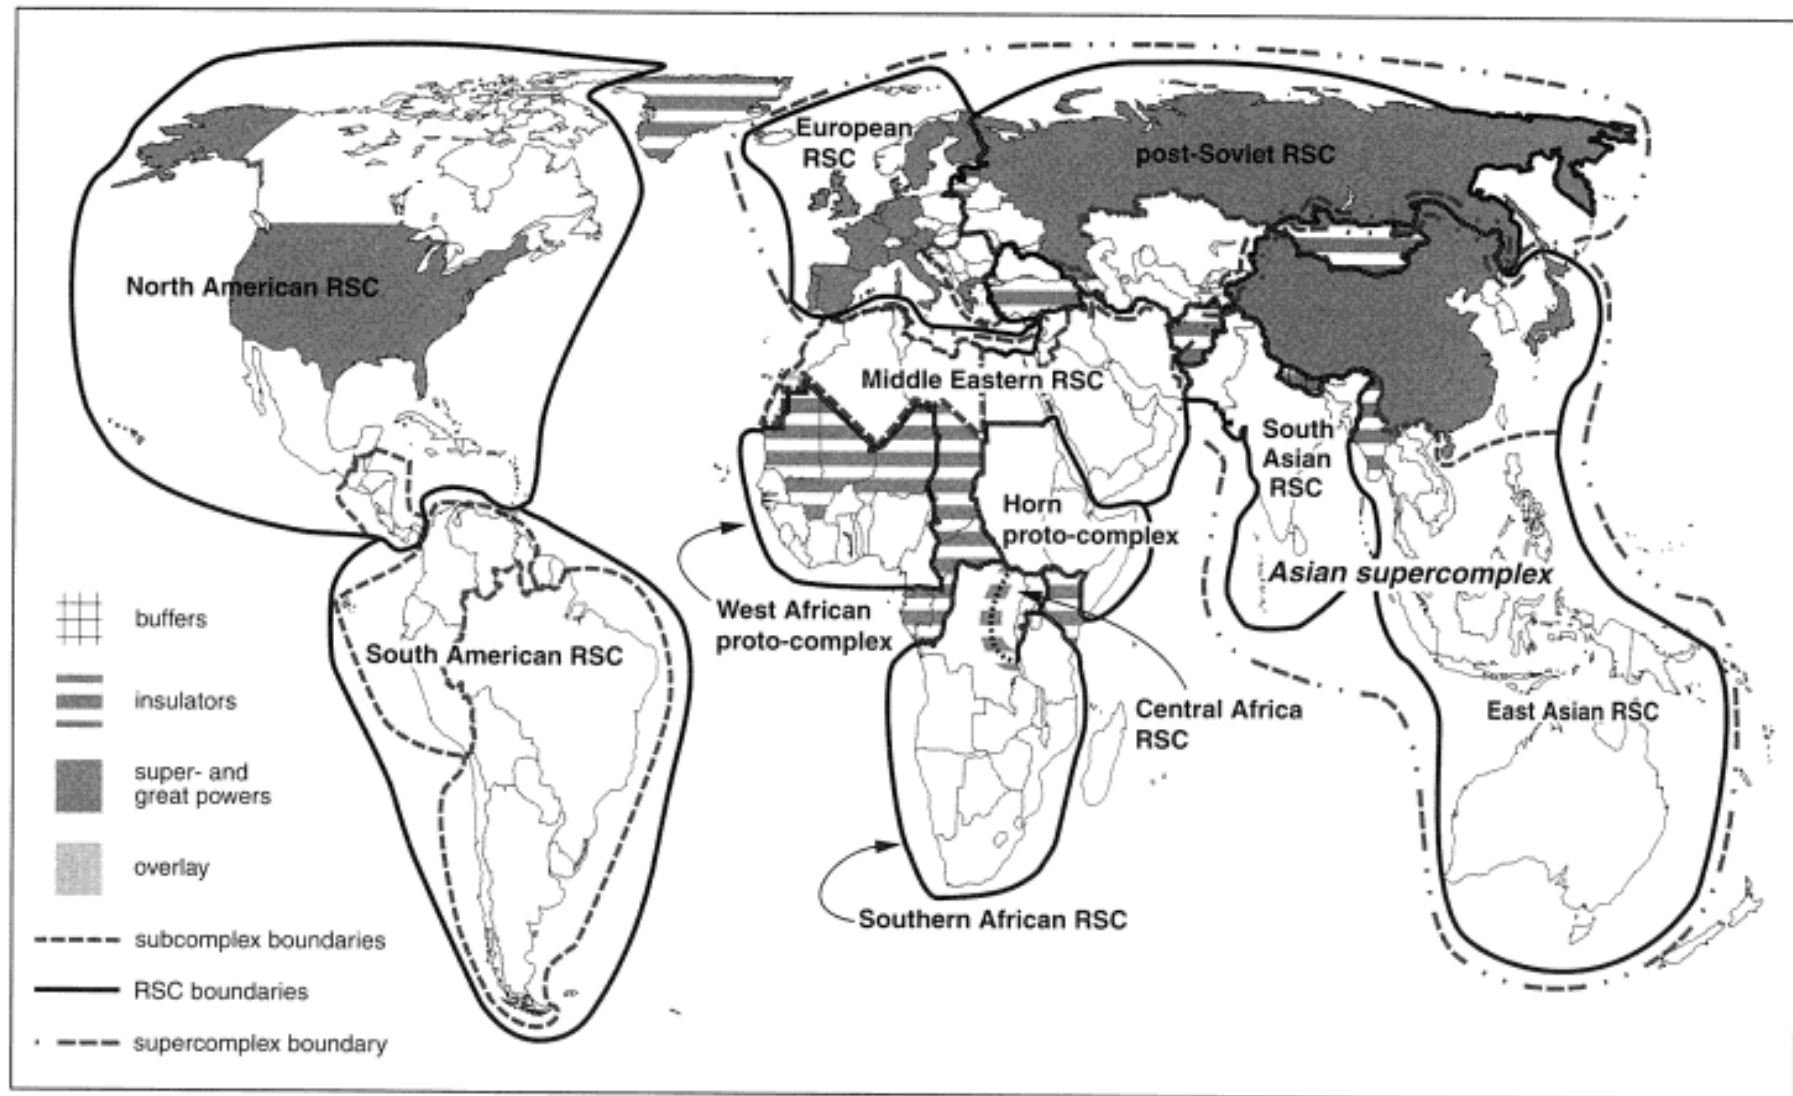 European
RSC
post-Soviet RSC
North American RSC
Middle Eastern RSC
South
Asian
RSC
Horn
proto-complex
Asian supercomplex
West African
proto-complex
South American RSC
Central Africa
RSC
East Asian RSC
Southern African RSC
buffers
insulators
super- and
great powers
overlay
subcomplex boundaries
RSC boundaries
supercomplex boundary